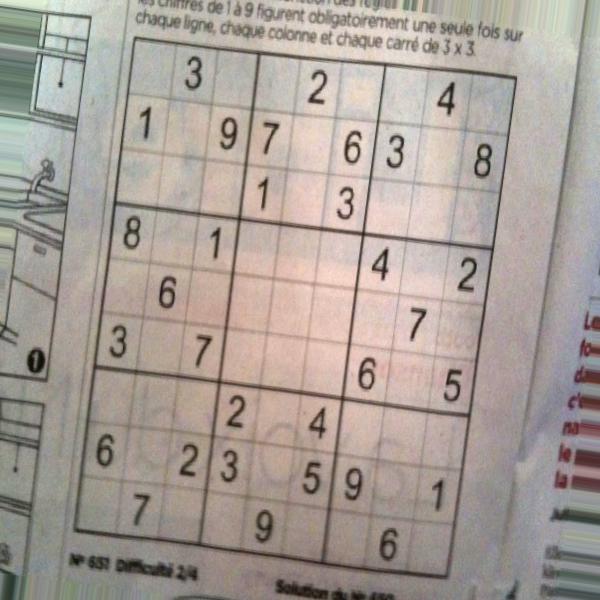 les chiffres de 1 à 9 figurent obligatoirement une seule fois sur
chaque ligne, chaque colonne et chaque carré de 3 x 3.
3 2 4
1 9 7 6 3 8
1 3
8 1 4 2
6 7
3 7 6 5
2 4
6 2 3 5 9 1
7 9 6
1
N° 651 Difficulté 2/4
Solution du N° 650
Le
la